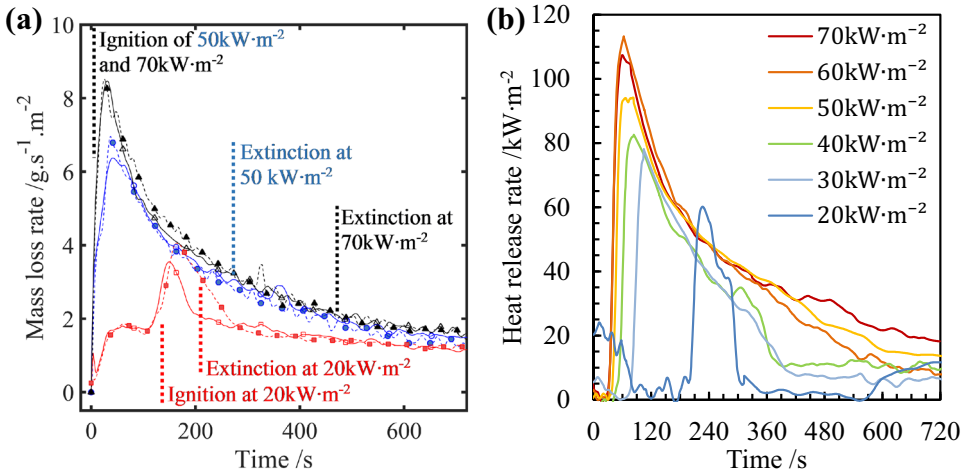 (a)
Ignition of 50kW·m⁻²
and 70kW·m⁻²
Extinction at
50 kW·m⁻²
Extinction at
70kW·m⁻²
Extinction at 20kW·m⁻²
Ignition at 20kW·m⁻²
Mass loss rate /g.s⁻¹.m⁻²
10
8
6
4
2
0
0
200
400
600
Time /s
(b)
70kW·m⁻²
60kW·m⁻²
50kW·m⁻²
40kW·m⁻²
30kW·m⁻²
20kW·m⁻²
Heat release rate /kW·m⁻²
120
100
80
60
40
20
0
0
120
240
360
480
600
720
Time /s